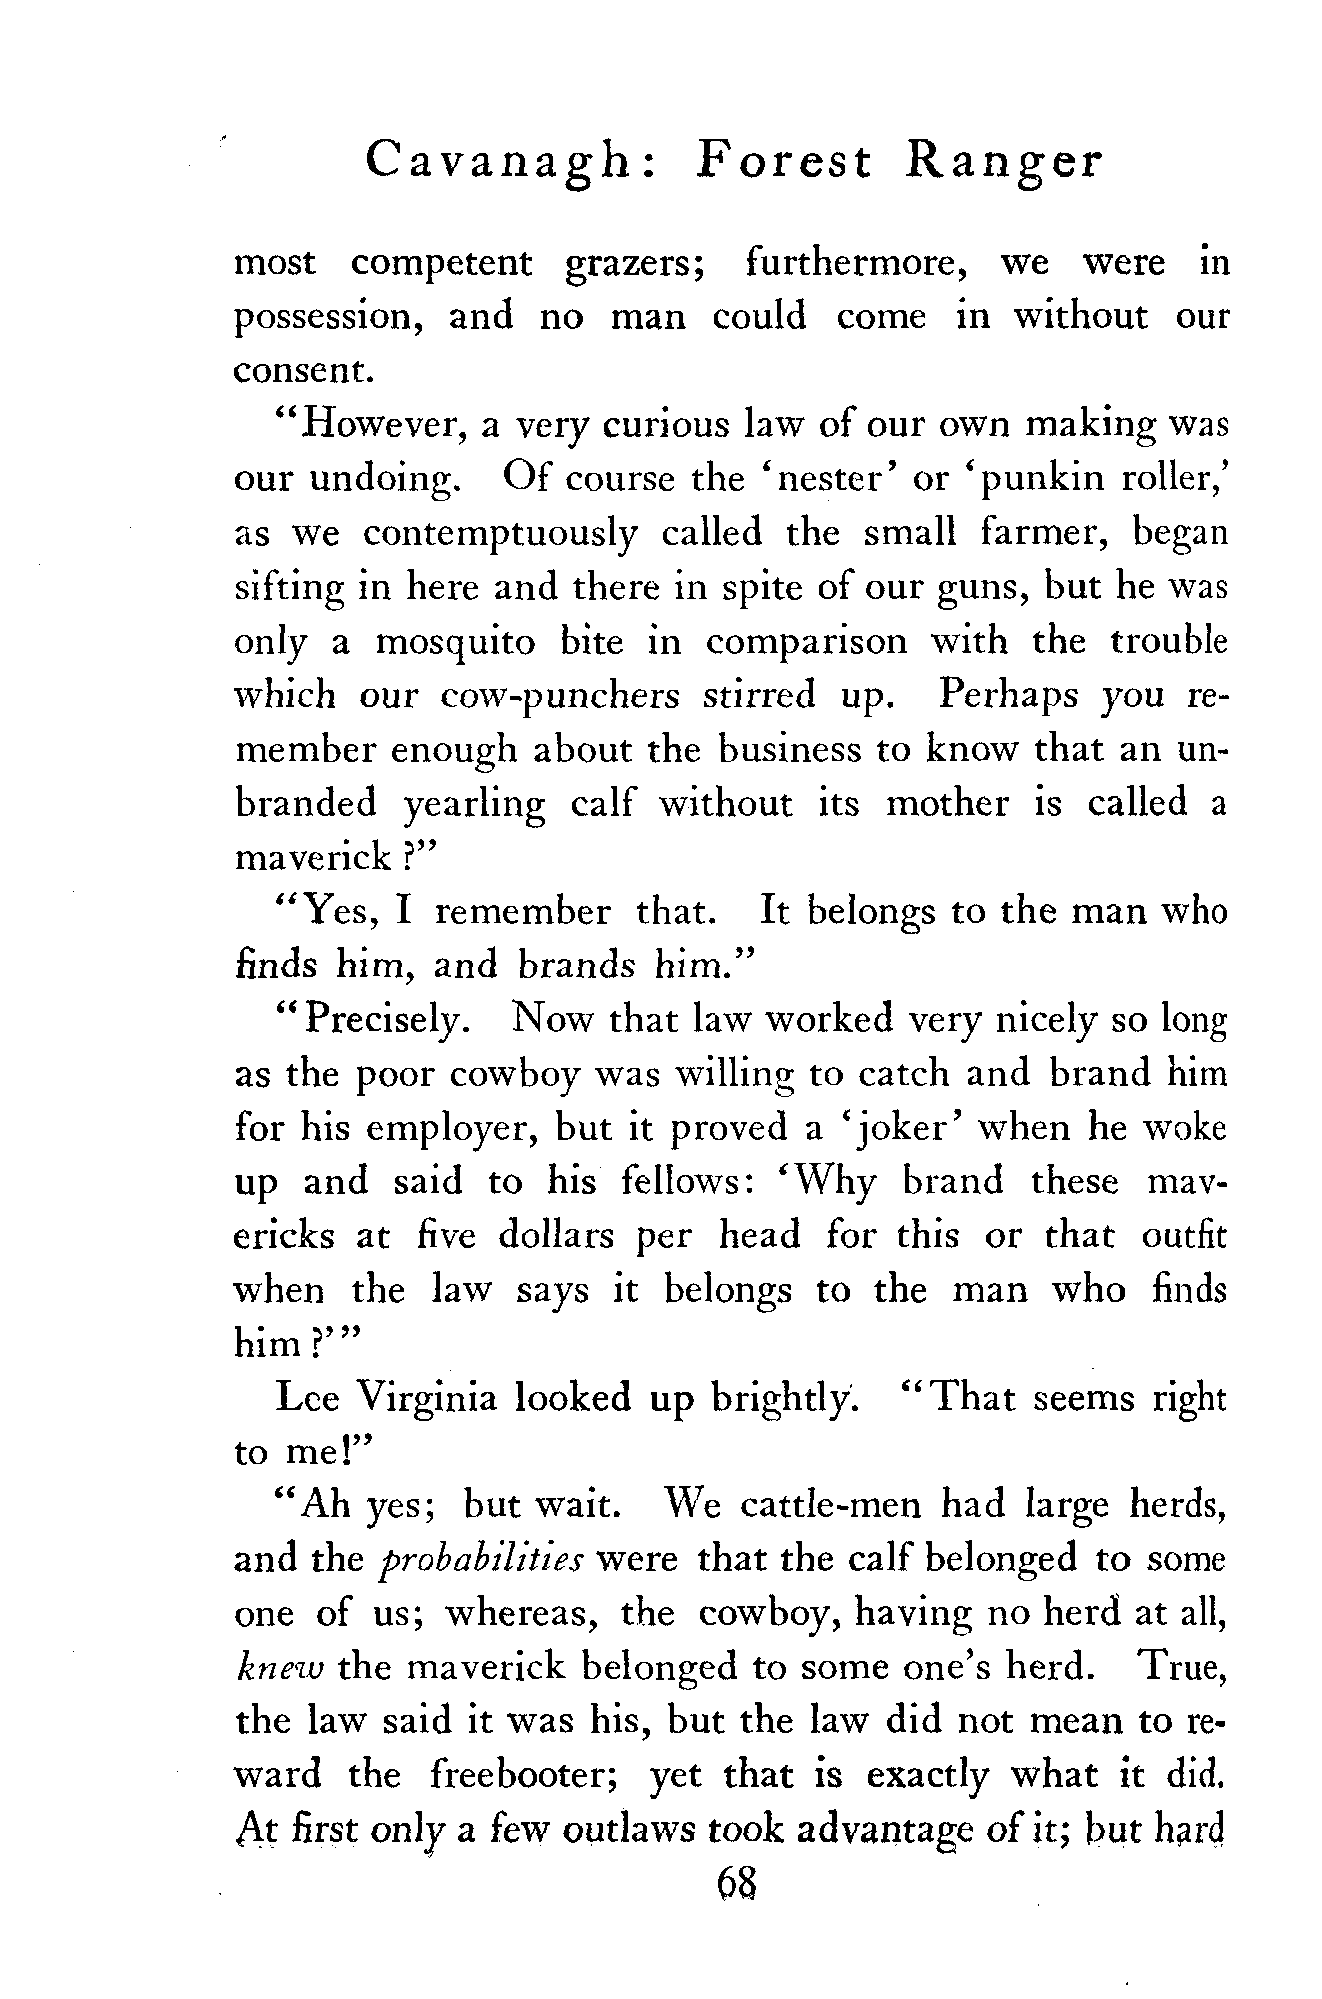 Cavanagh: Forest Ranger
most competent grazers; furthermore, we were in
possession, and no man could come in without our
consent.
“However, a very curious law of our own making was
our undoing. Of course the ‘nester’ or ‘punkin roller,’
as we contemptuously called the small farmer, began
sifting in here and there in spite of our guns, but he was
only a mosquito bite in comparison with the trouble
which our cow-punchers stirred up. Perhaps you re-
member enough about the business to know that an un-
branded yearling calf without its mother is called a
maverick?”
“Yes, I remember that. It belongs to the man who
finds him, and brands him.”
“Precisely. Now that law worked very nicely so long
as the poor cowboy was willing to catch and brand him
for his employer, but it proved a ‘joker’ when he woke
up and said to his fellows: ‘Why brand these mav-
ericks at five dollars per head for this or that outfit
when the law says it belongs to the man who finds
him?’”
Lee Virginia looked up brightly. “That seems right
to me!”
“Ah yes; but wait. We cattle-men had large herds,
and the probabilities were that the calf belonged to some
one of us; whereas, the cowboy, having no herd at all,
knew the maverick belonged to some one’s herd. True,
the law said it was his, but the law did not mean to re-
ward the freebooter; yet that is exactly what it did.
At first only a few outlaws took advantage of it; but hard
68